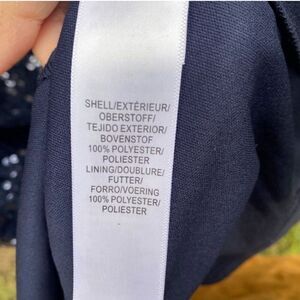 SHELL/EXTÉRIEUR/
OBERSTOFF/
TEJIDO EXTERIOR/
BOVENSTOF
100% POLYESTER/
POLIESTER
LINING/DOUBLURE/
FUTTER/
FORRO/VOERING
100% POLYESTER/
POLIESTER